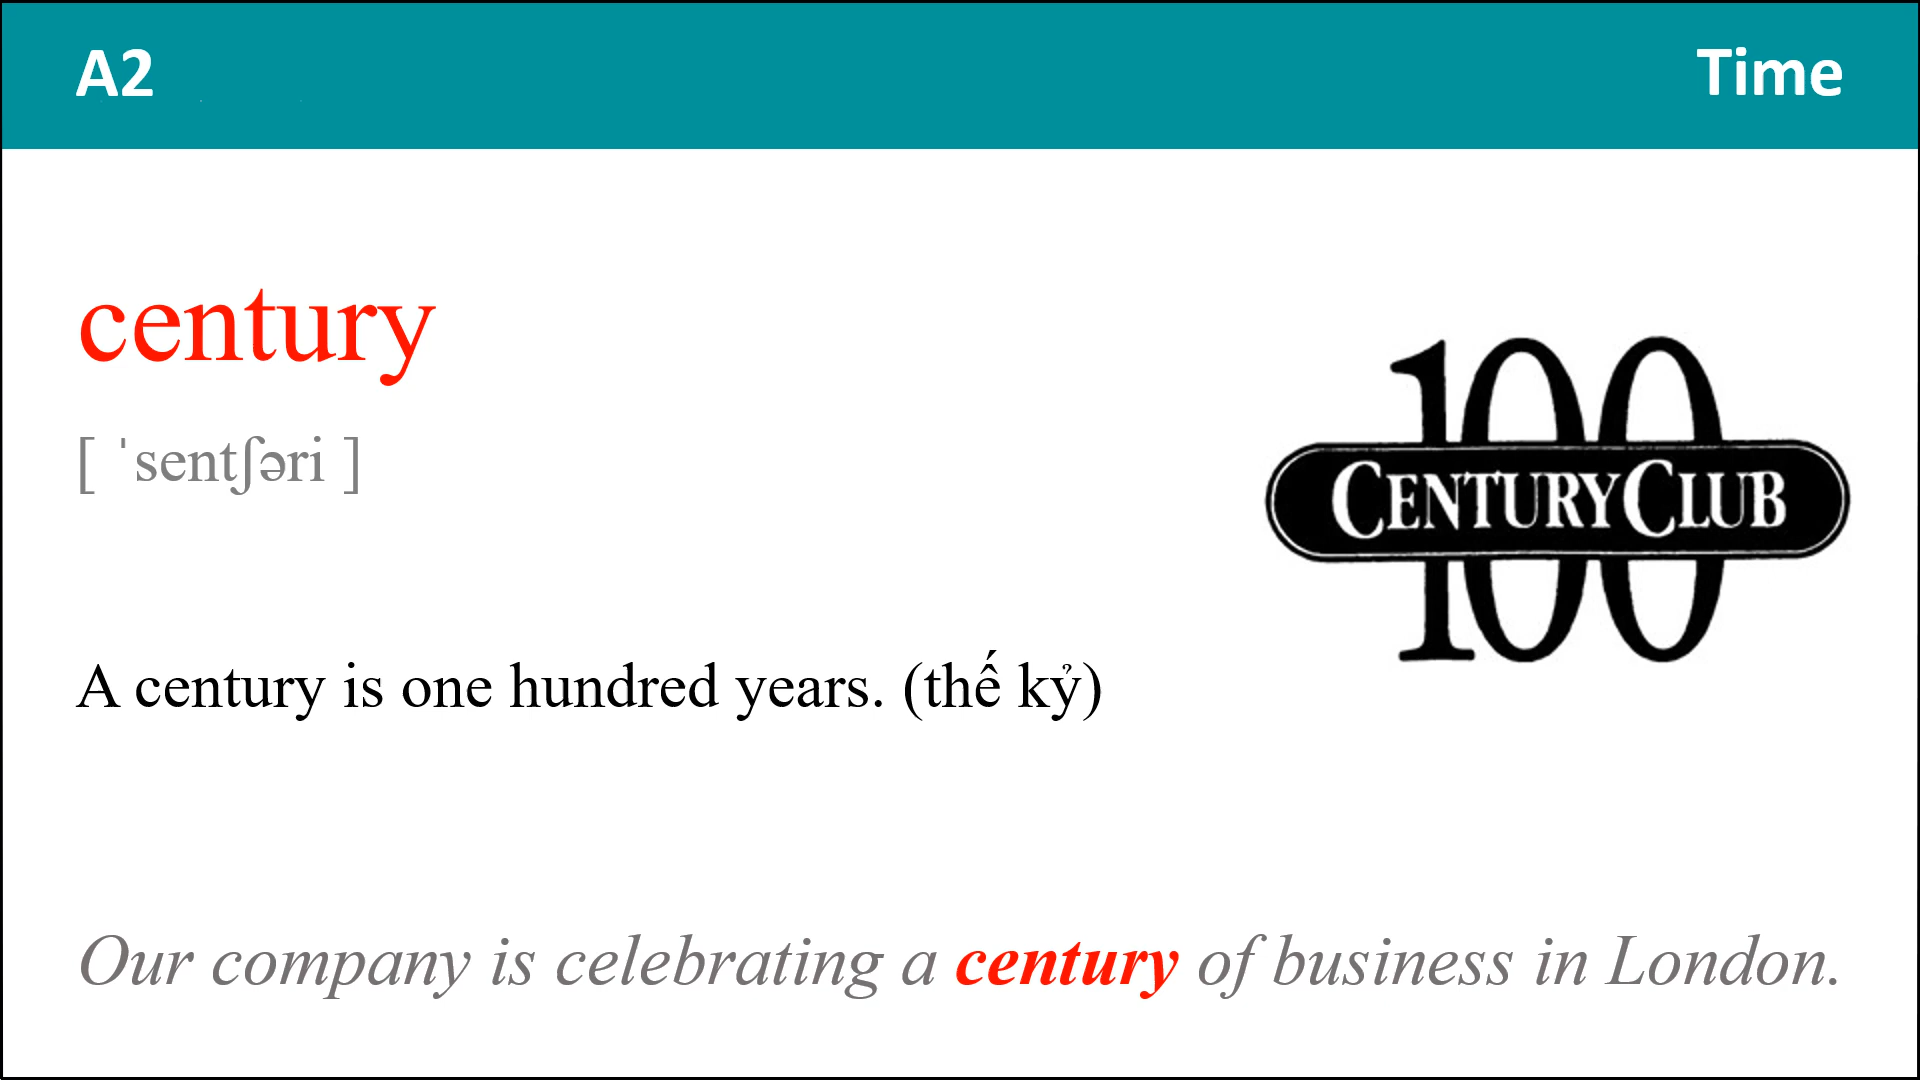 A2
Time
century
[ ˈsentʃəri ]
100
CENTURY CLUB
A century is one hundred years. (thế kỷ)
Our company is celebrating a century of business in London.